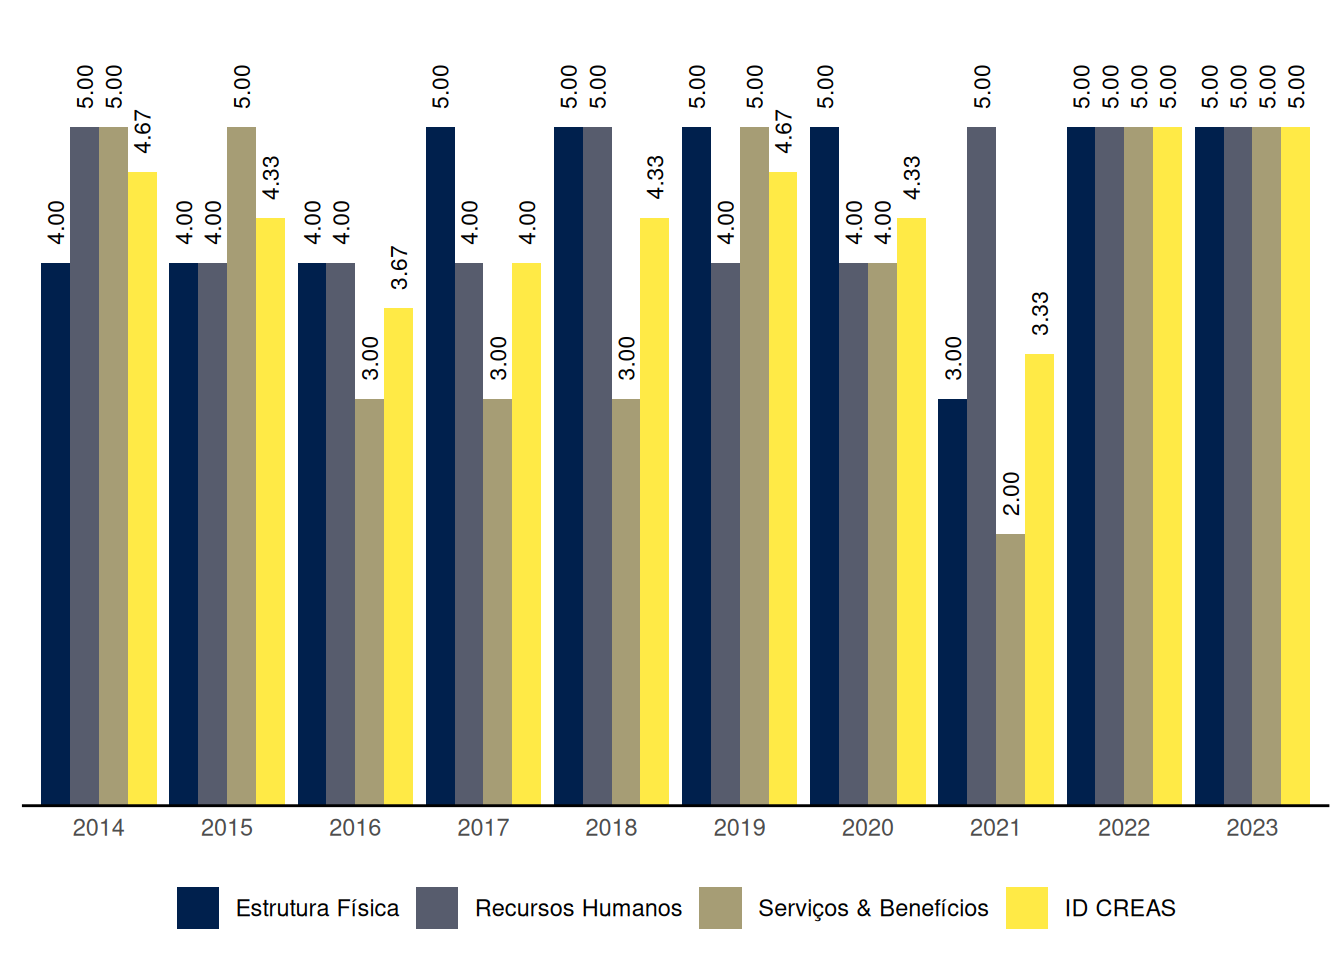 4.00 5.00 5.00 4.67
4.00 4.00 5.00 4.33
4.00 4.00 3.00 3.67
5.00 4.00 3.00 4.00
5.00 5.00 3.00 4.33
5.00 4.00 5.00 4.67
5.00 4.00 4.00 4.33
3.00 5.00 2.00 3.33
5.00 5.00 5.00 5.00
5.00 5.00 5.00 5.00
2014 2015 2016 2017 2018 2019 2020 2021 2022 2023
Estrutura Física Recursos Humanos Serviços & Benefícios ID CREAS